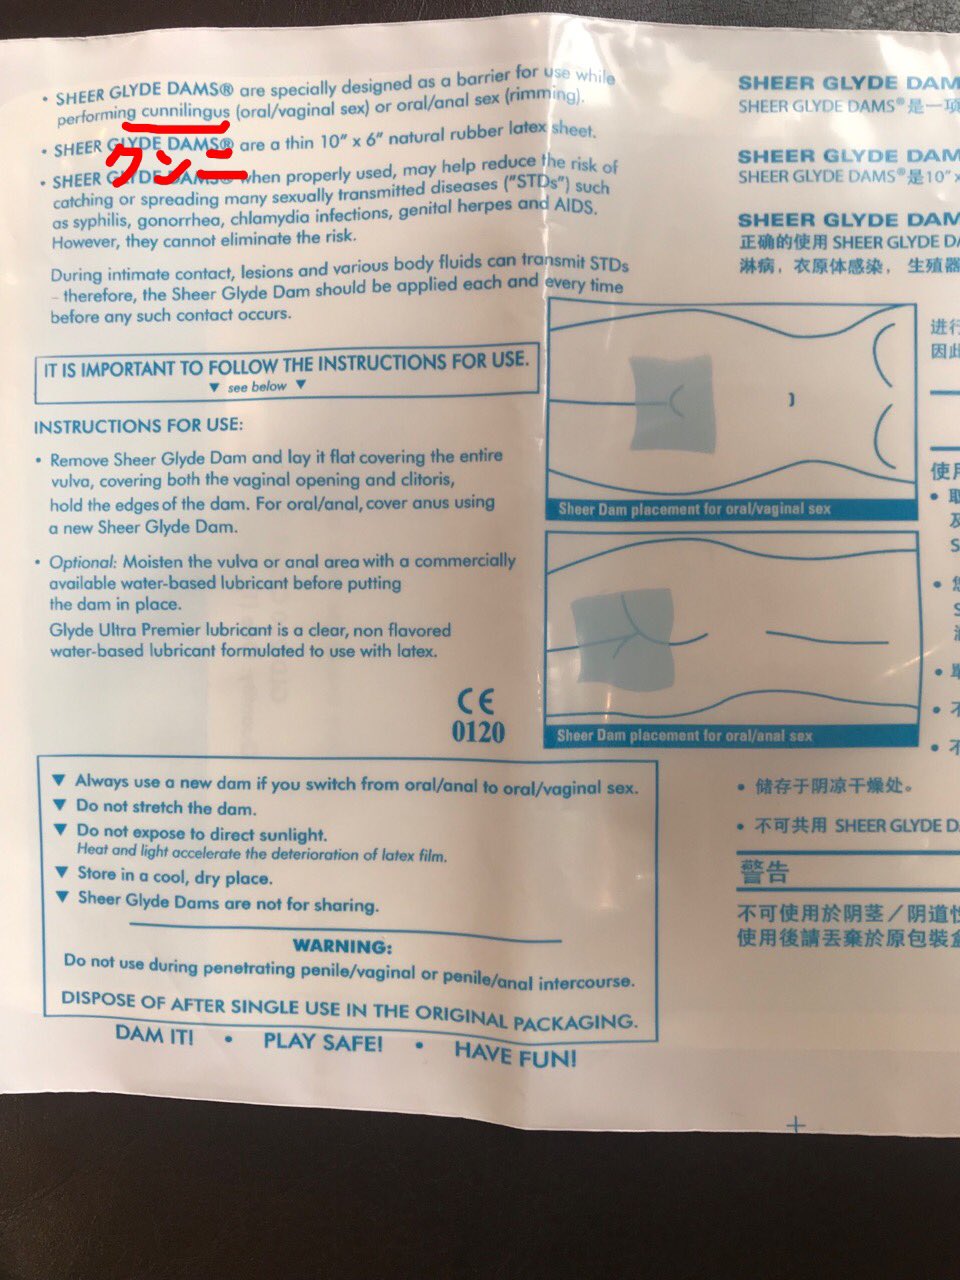 • SHEER GLYDE DAMS® are specially designed as a barrier for use while
performing cunnilingus (oral/vaginal sex) or oral/anal sex (rimming).
• SHEER GLYDE DAMS® are a thin 10” x 6” natural rubber latex sheet.
クンニ
• SHEER GLYDE DAMS® when properly used, may help reduce the risk of
catching or spreading many sexually transmitted diseases (“STDs”) such
as syphilis, gonorrhea, chlamydia infections, genital herpes and AIDS.
However, they cannot eliminate the risk.
During intimate contact, lesions and various body fluids can transmit STDs
– therefore, the Sheer Glyde Dam should be applied each and every time
before any such contact occurs.
IT IS IMPORTANT TO FOLLOW THE INSTRUCTIONS FOR USE.
▼ see below ▼
INSTRUCTIONS FOR USE:
• Remove Sheer Glyde Dam and lay it flat covering the entire
vulva, covering both the vaginal opening and clitoris,
hold the edges of the dam. For oral/anal, cover anus using
a new Sheer Glyde Dam.
• Optional: Moisten the vulva or anal area with a commercially
available water-based lubricant before putting
the dam in place.
Glyde Ultra Premier lubricant is a clear, non flavored
water-based lubricant formulated to use with latex.
CE
0120
▼ Always use a new dam if you switch from oral/anal to oral/vaginal sex.
▼ Do not stretch the dam.
▼ Do not expose to direct sunlight.
Heat and light accelerate the deterioration of latex film.
▼ Store in a cool, dry place.
▼ Sheer Glyde Dams are not for sharing.
WARNING:
Do not use during penetrating penile/vaginal or penile/anal intercourse.
DISPOSE OF AFTER SINGLE USE IN THE ORIGINAL PACKAGING.
DAM IT! • PLAY SAFE! • HAVE FUN!
Sheer Dam placement for oral/vaginal sex
Sheer Dam placement for oral/anal sex
SHEER GLYDE DAM
SHEER GLYDE DAMS®是一项
SHEER GLYDE DAM
SHEER GLYDE DAMS®是10”x
SHEER GLYDE DAM
正确的使用 SHEER GLYDE DA
淋病，衣原体感染，生殖器
进行
因此
使用
• 取
及
S
• 您
S
• 取
• 不
• 不
• 储存于阴凉干燥处。
• 不可共用 SHEER GLYDE D
警告
不可使用於阴茎／阴道性
使用後請丟棄於原包裝盒